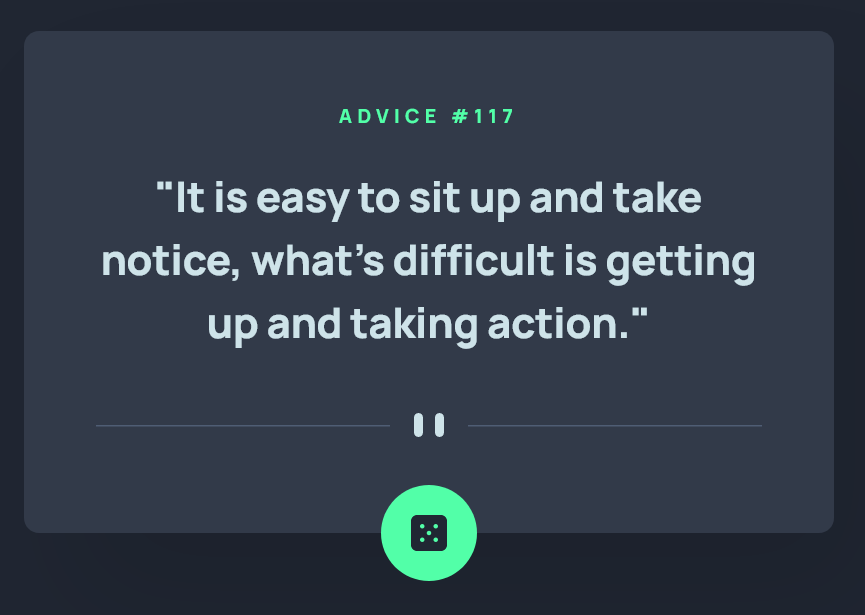 ADVICE #117
"It is easy to sit up and take
notice, what’s difficult is getting
up and taking action."